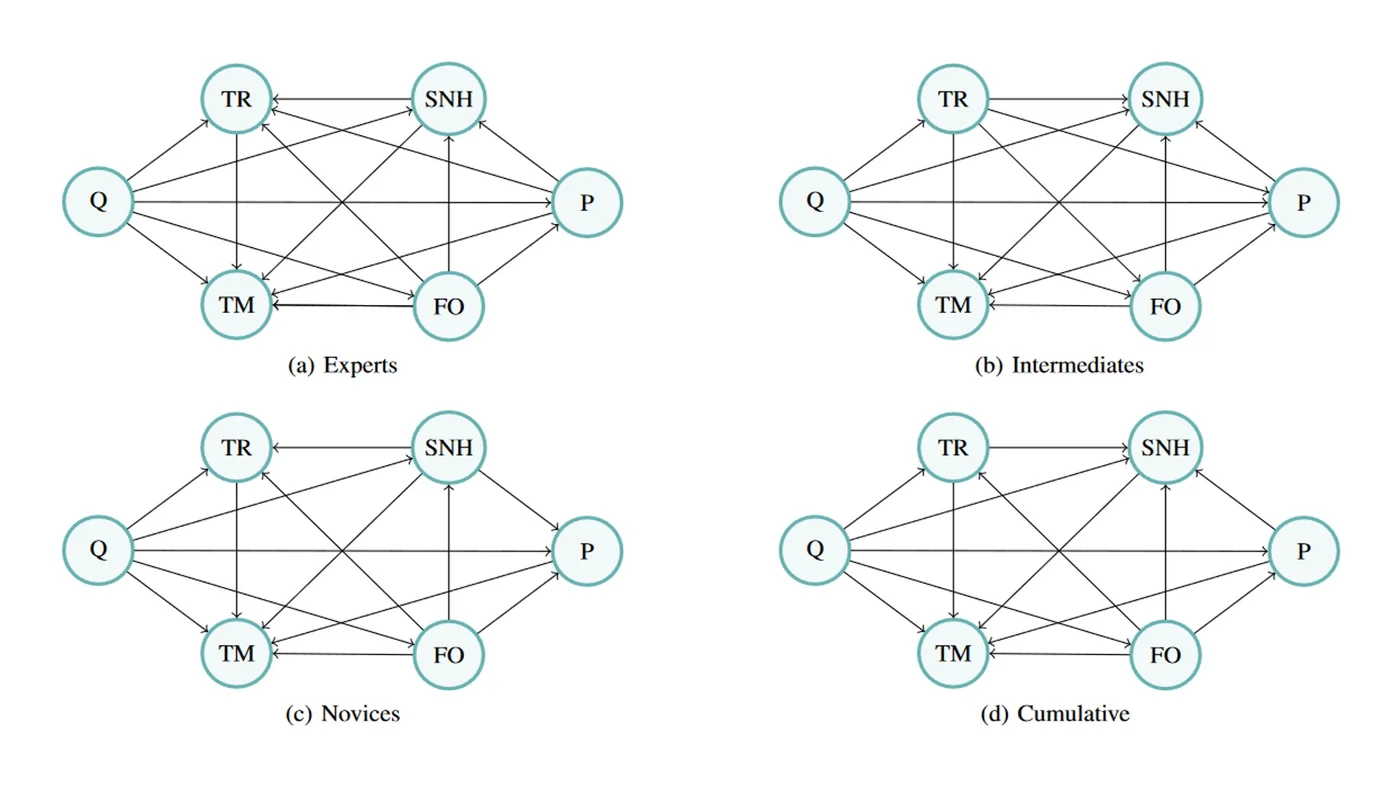 TR
SNH
Q
P
TM
FO
(a) Experts
TR
SNH
Q
P
TM
FO
(b) Intermediates
TR
SNH
Q
P
TM
FO
(c) Novices
TR
SNH
Q
P
TM
FO
(d) Cumulative